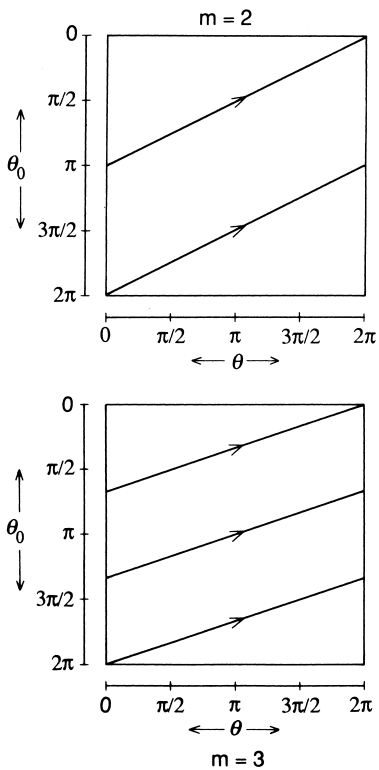 m = 2
0
π/2
θ₀
π
3π/2
2π
0 π/2 π 3π/2 2π
θ
0
π/2
θ₀
π
3π/2
2π
0 π/2 π 3π/2 2π
θ
m = 3